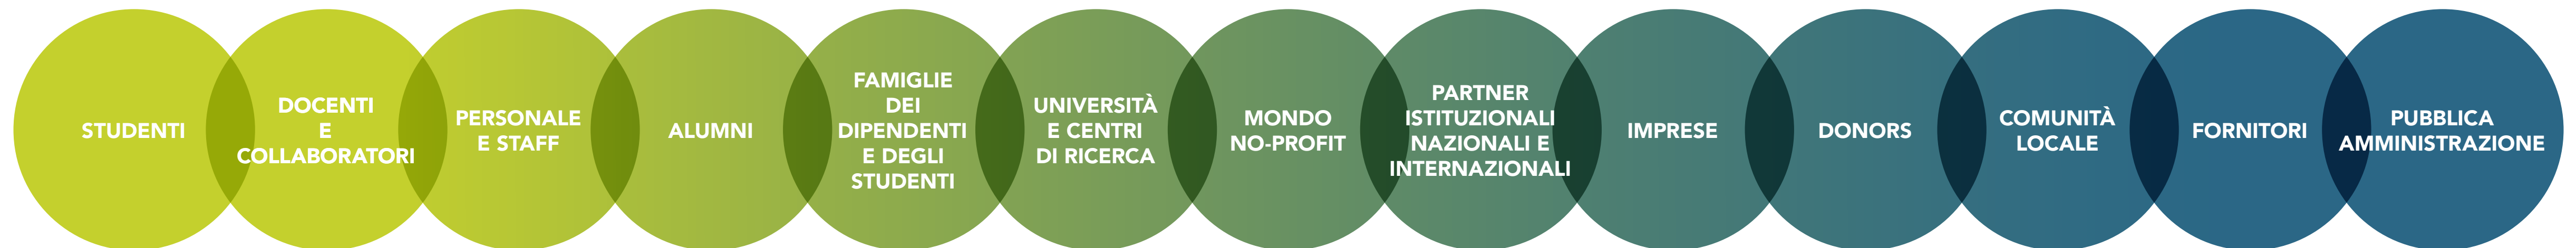 STUDENTI
DOCENTI
E
COLLABORATORI
PERSONALE
E STAFF
ALUMNI
FAMIGLIE
DEI
DIPENDENTI
E DEGLI
STUDENTI
UNIVERSITÀ
E CENTRI
DI RICERCA
MONDO
NO-PROFIT
PARTNER
ISTITUZIONALI
NAZIONALI E
INTERNAZIONALI
IMPRESE
DONORS
COMUNITÀ
LOCALE
FORNITORI
PUBBLICA
AMMINISTRAZIONE